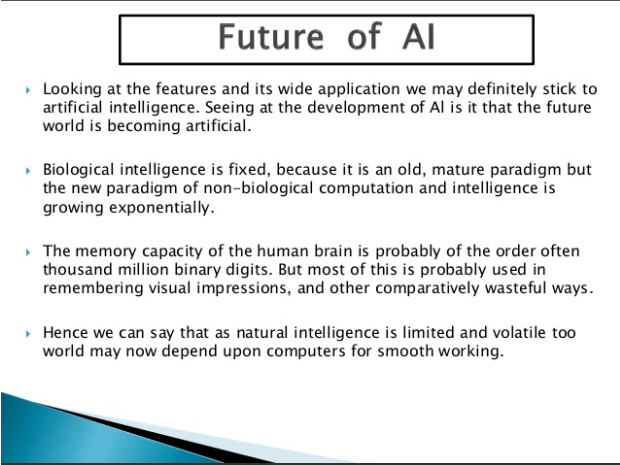 Future of AI
Looking at the features and its wide application we may definitely stick to
artificial intelligence. Seeing at the development of AI is it that the future
world is becoming artificial.
Biological intelligence is fixed, because it is an old, mature paradigm but
the new paradigm of non-biological computation and intelligence is
growing exponentially.
The memory capacity of the human brain is probably of the order often
thousand million binary digits. But most of this is probably used in
remembering visual impressions, and other comparatively wasteful ways.
Hence we can say that as natural intelligence is limited and volatile too
world may now depend upon computers for smooth working.